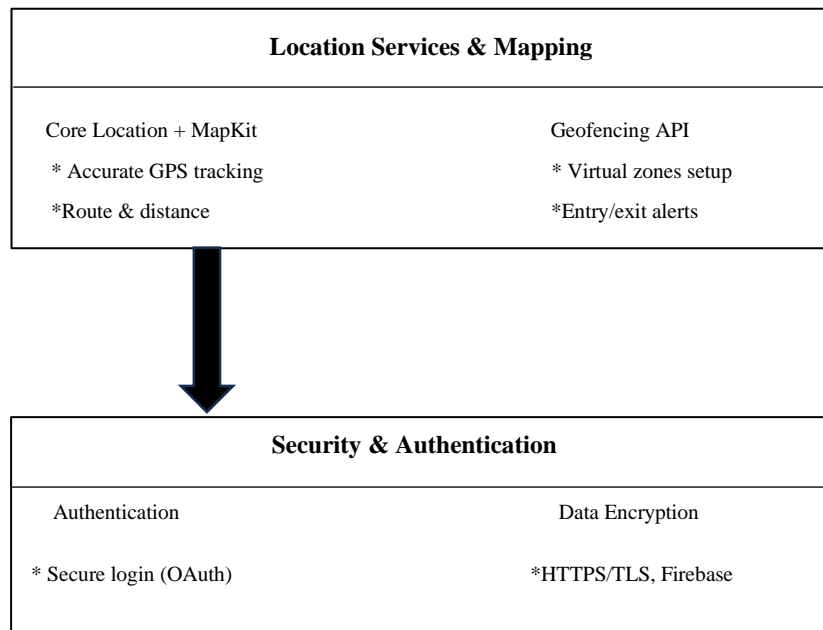 Location Services & Mapping
Core Location + MapKit
* Accurate GPS tracking
*Route & distance
Geofencing API
* Virtual zones setup
*Entry/exit alerts
Security & Authentication
Authentication
* Secure login (OAuth)
Data Encryption
*HTTPS/TLS, Firebase